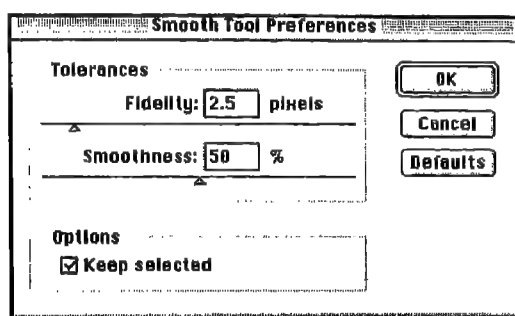 Smooth Tool Preferences
Tolerances
Fidelity: 2.5 pixels
Smoothness: 50 %
Options
Keep selected
OK
Cancel
Defaults